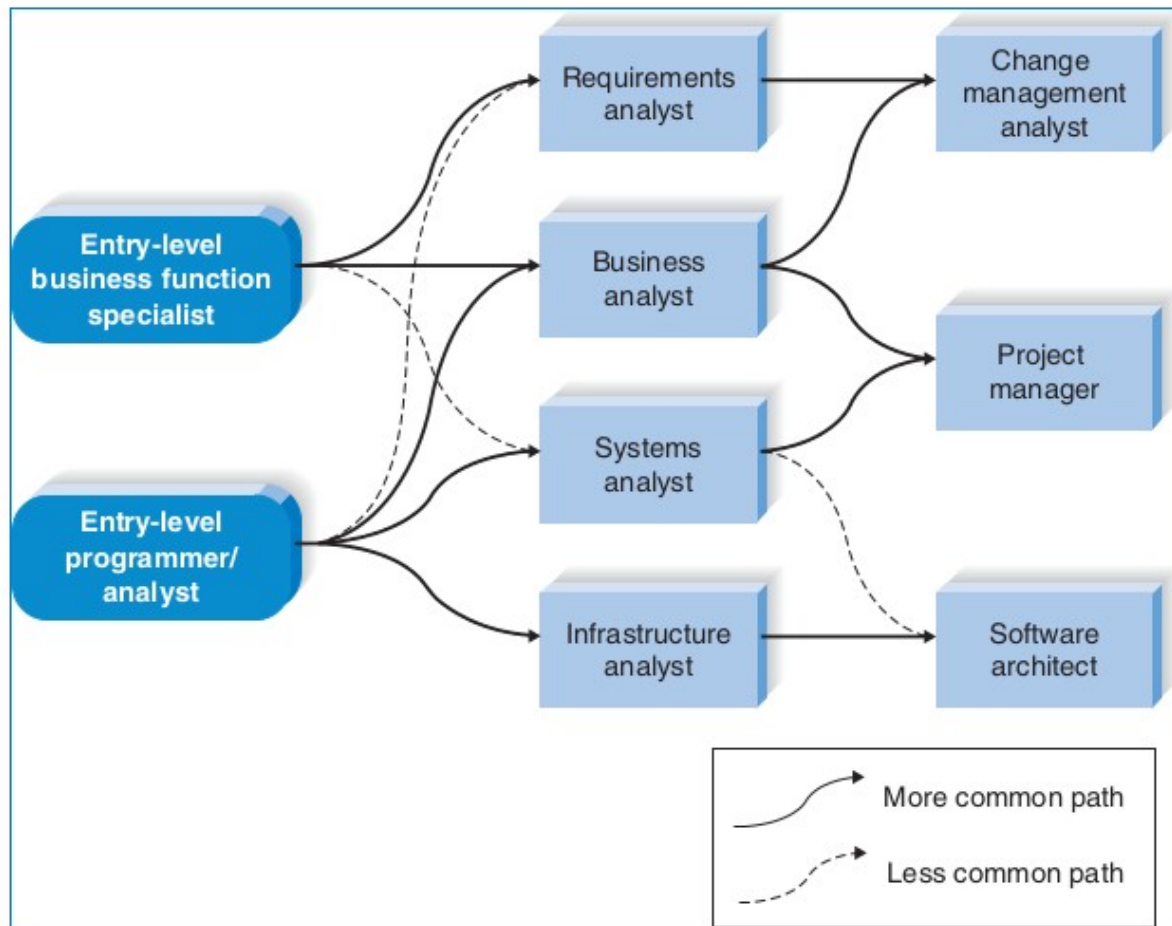 Requirements
analyst
Change
management
analyst
Entry-level
business function
specialist
Business
analyst
Project
manager
Systems
analyst
Entry-level
programmer/
analyst
Infrastructure
analyst
Software
architect
More common path
Less common path